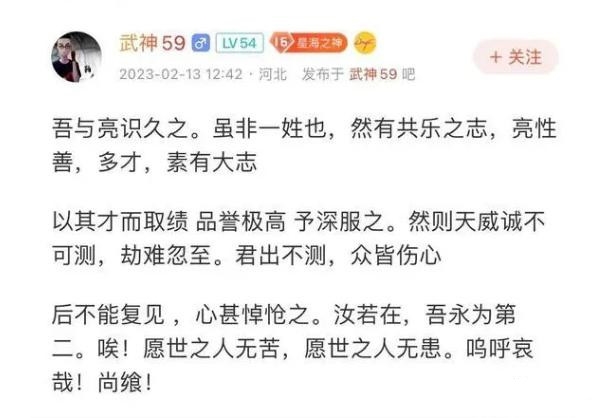 武神59 ♂ LV54 15 星海之神
+ 关注
2023-02-13 12:42 · 河北 发布于 武神59 吧
吾与亮识久之。虽非一姓也，然有共乐之志，亮性
善，多才，素有大志
以其才而取绩 品誉极高 予深服之。然则天威诚不
可测，劫难忽至。君出不测，众皆伤心
后不能复见 ，心甚悼怆之。汝若在，吾永为第
二。唉！愿世之人无苦，愿世之人无患。呜呼哀
哉！尚飨！